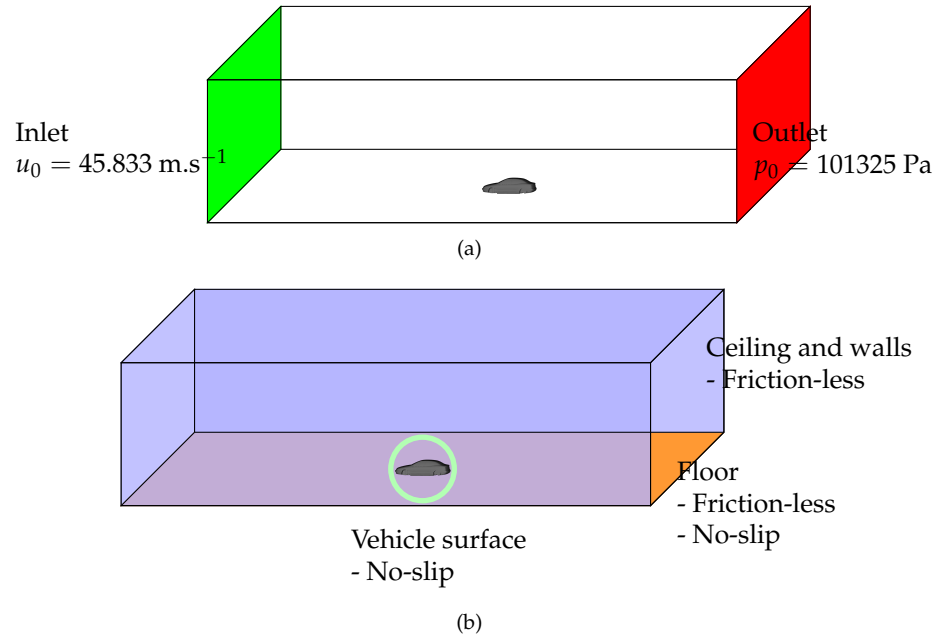 Inlet
u₀ = 45.833 m.s⁻¹
Outlet
p₀ = 101325 Pa
(a)
Ceiling and walls
- Friction-less
Floor
- Friction-less
- No-slip
Vehicle surface
- No-slip
(b)